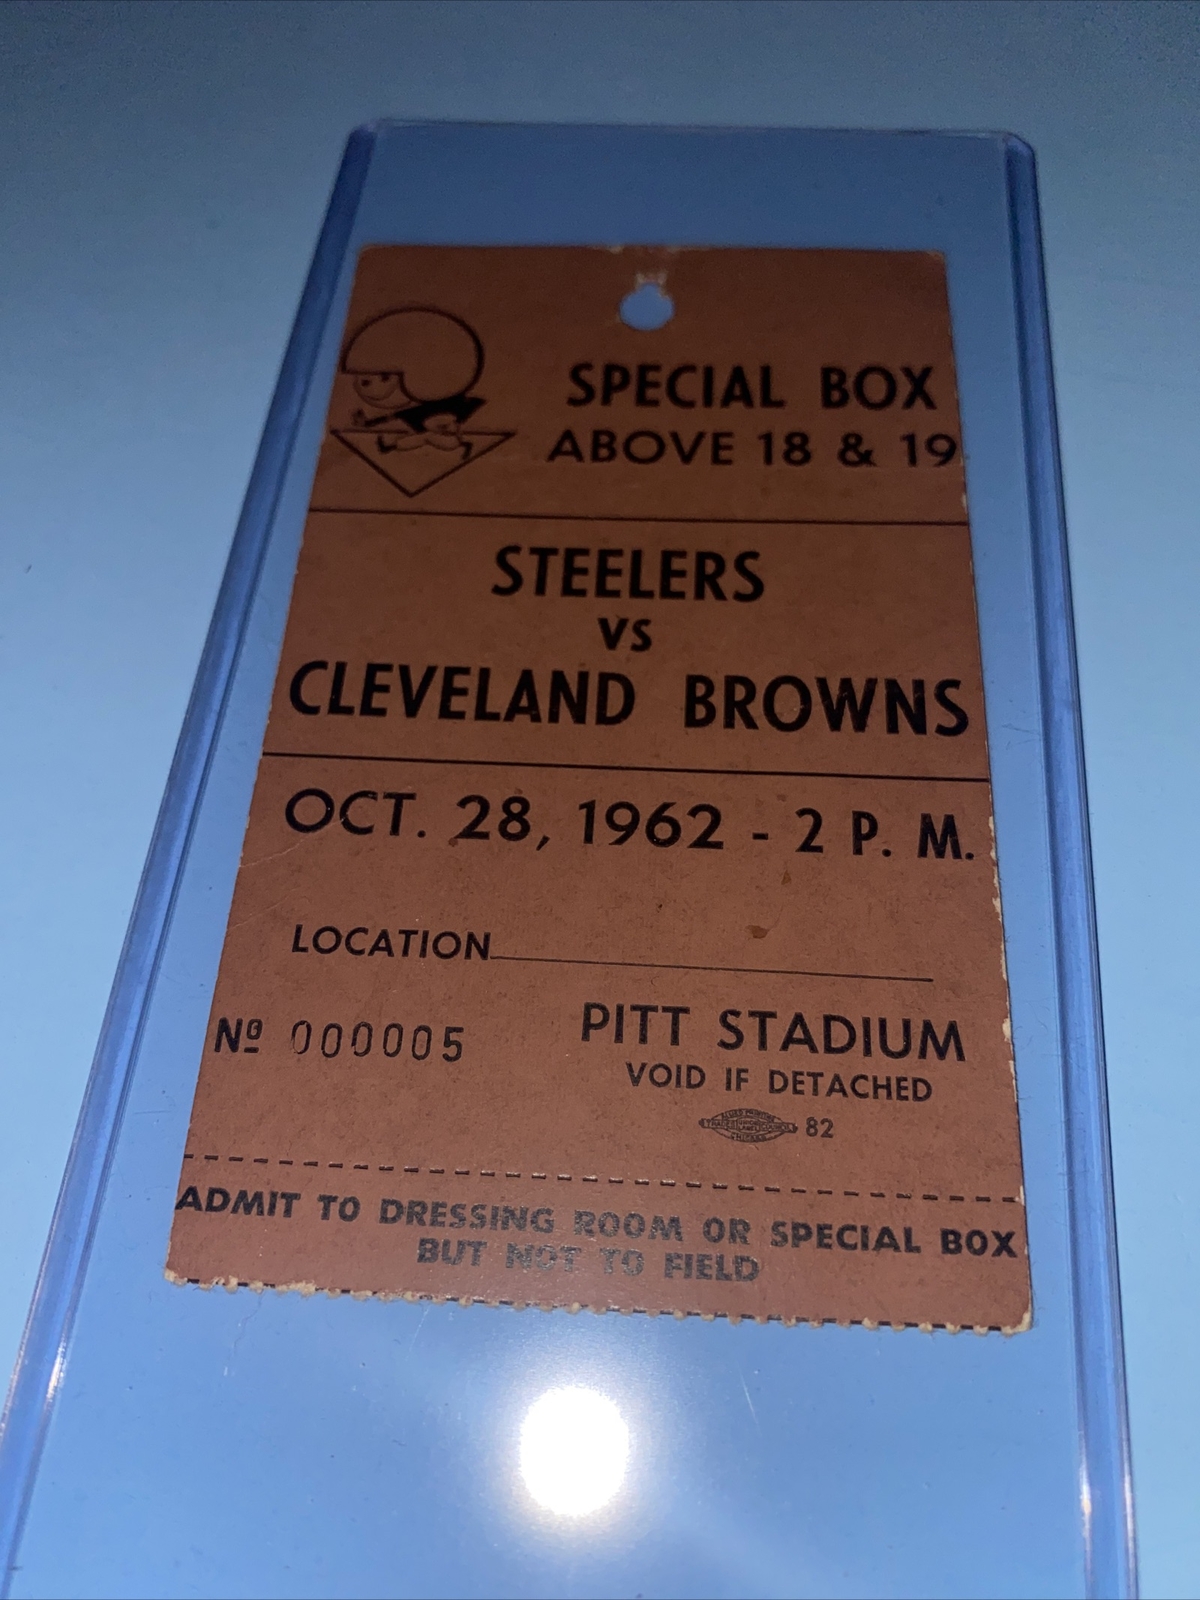 SPECIAL BOX
ABOVE 18 & 19
STEELERS
VS
CLEVELAND BROWNS
OCT. 28, 1962 - 2 P. M.
LOCATION
Nº 000005
PITT STADIUM
VOID IF DETACHED
82
ADMIT TO DRESSING ROOM OR SPECIAL BOX
BUT NOT TO FIELD